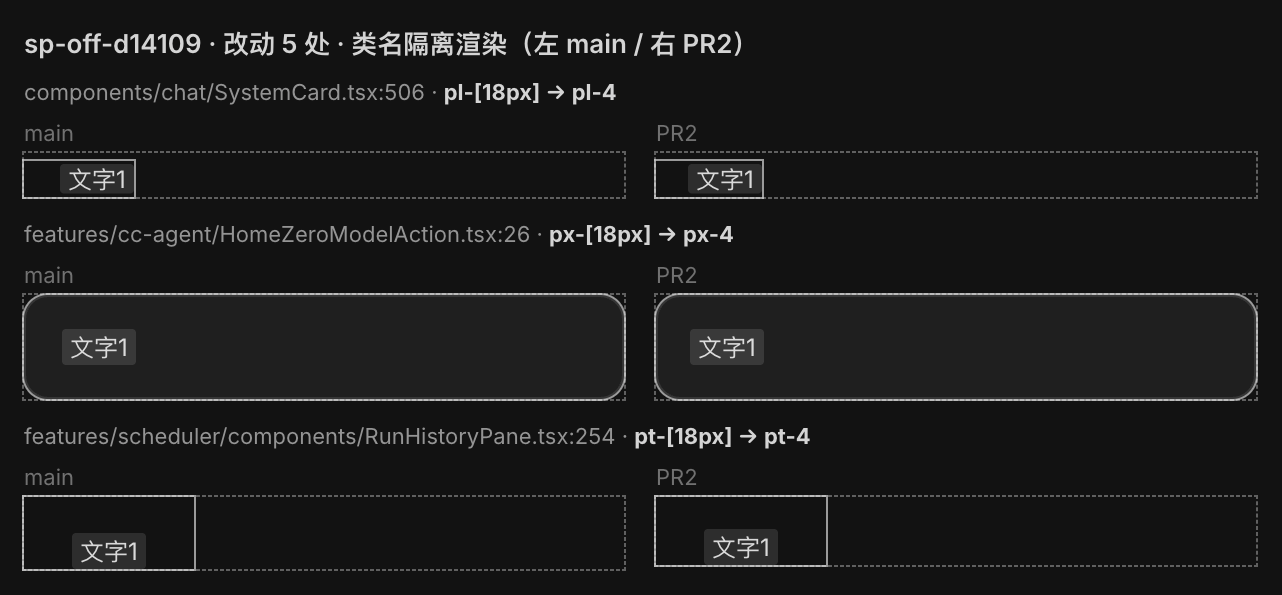 sp-off-d14109 · 改动 5 处 · 类名隔离渲染（左 main / 右 PR2）
components/chat/SystemCard.tsx:506 · pl-[18px] → pl-4
main PR2
文字1 文字1
features/cc-agent/HomeZeroModelAction.tsx:26 · px-[18px] → px-4
main PR2
文字1 文字1
features/scheduler/components/RunHistoryPane.tsx:254 · pt-[18px] → pt-4
main PR2
文字1 文字1